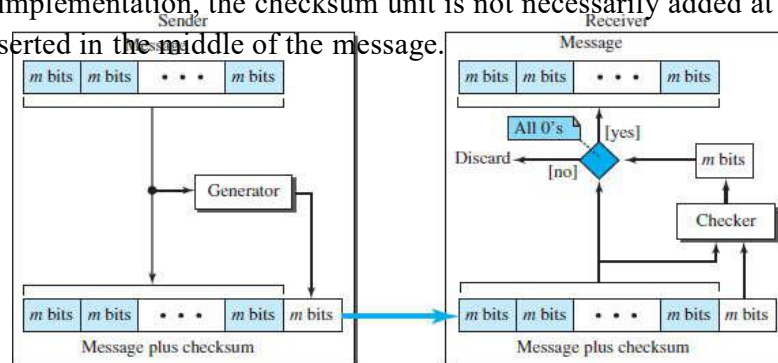 implementation, the checksum unit is not necessarily added at
Sender
Receiver
serted in the middle of the message.
Message
Message
m bits m bits • • • m bits
m bits m bits • • • m bits
All 0's
[yes]
Discard
[no]
m bits
Generator
Checker
m bits m bits • • • m bits m bits
m bits m bits • • • m bits m bits
Message plus checksum
Message plus checksum